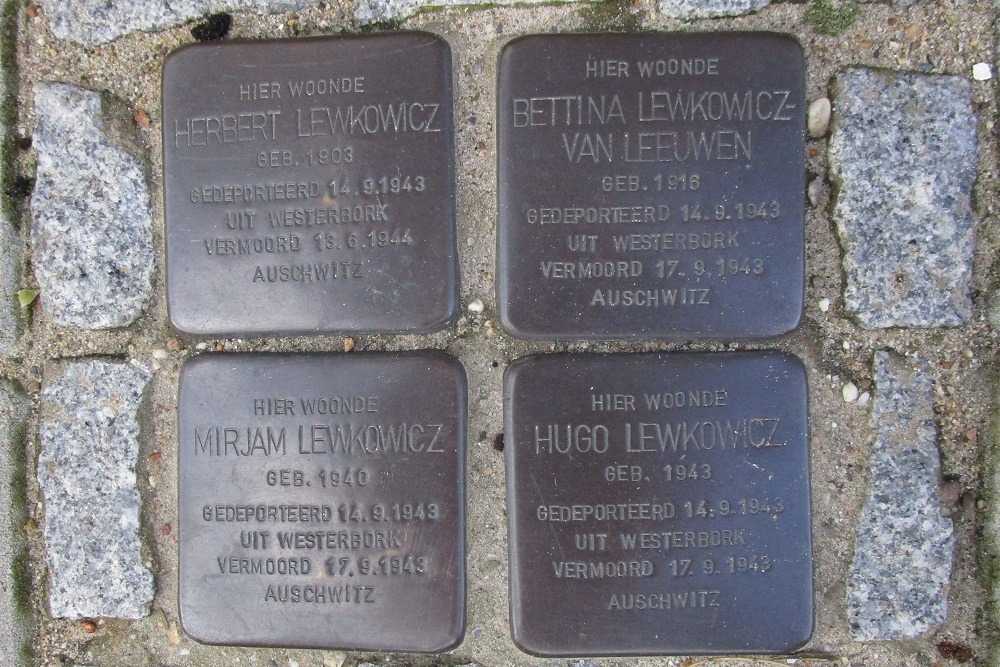 HIER WOONDE
HERBERT LEWKOWICZ
GEB. 1903
GEDEPORTEERD 14.9.1943
UIT WESTERBORK
VERMOORD 13.6.1944
AUSCHWITZ
HIER WOONDE
BETTINA LEWKOWICZ-
VAN LEEUWEN
GEB. 1916
GEDEPORTEERD 14.9.1943
UIT WESTERBORK
VERMOORD 17.9.1943
AUSCHWITZ
HIER WOONDE
MIRJAM LEWKOWICZ
GEB. 1940
GEDEPORTEERD 14.9.1943
UIT WESTERBORK
VERMOORD 17.9.1943
AUSCHWITZ
HIER WOONDE
HUGO LEWKOWICZ
GEB. 1943
GEDEPORTEERD 14.9.1943
UIT WESTERBORK
VERMOORD 17.9.1943
AUSCHWITZ